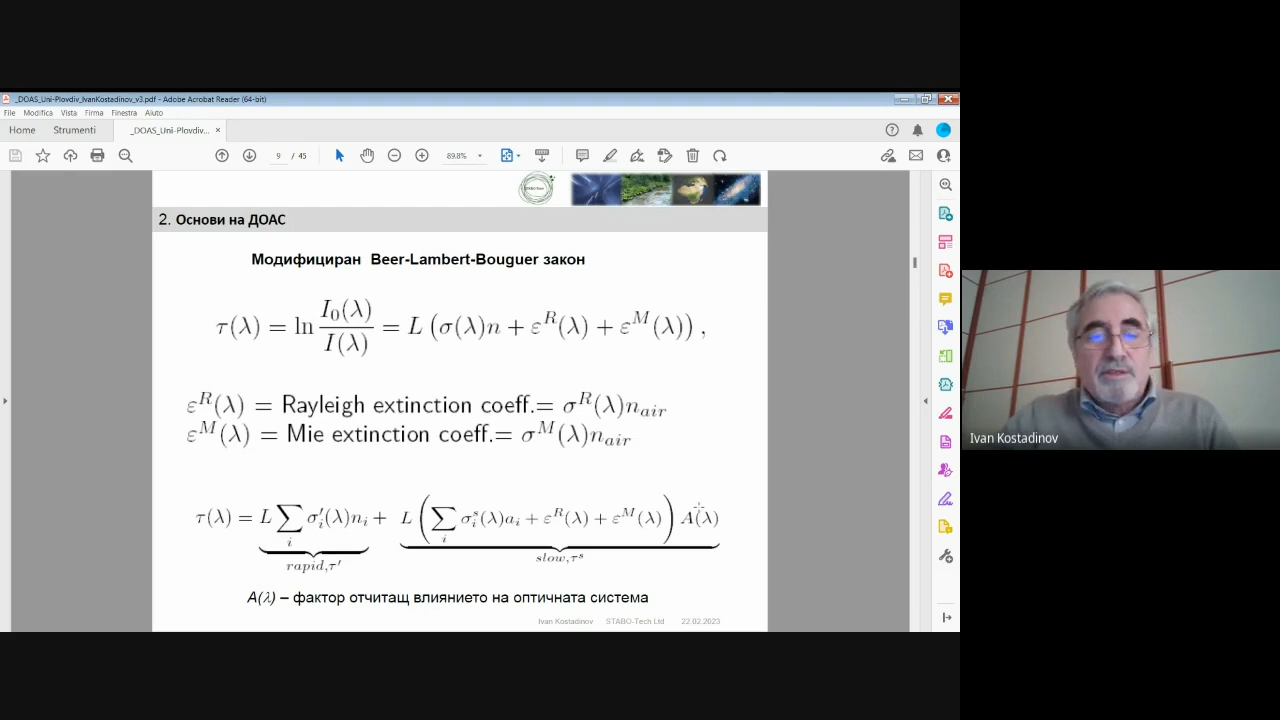 _DOAS_Uni-Plovdiv_IvanKostadinov_v3.pdf - Adobe Acrobat Reader (64-bit)
File Modifica Vista Firma Finestra Aiuto
Home Strumenti _DOAS_Uni-Plovdiv... ×
9 / 45 89.8%
2. Основи на ДОАС
Модифициран Beer-Lambert-Bouguer закон
τ(λ) = ln I₀(λ)/I(λ) = L (σ(λ)n + ε^R(λ) + ε^M(λ)) ,
ε^R(λ) = Rayleigh extinction coeff.= σ^R(λ)n_air
ε^M(λ) = Mie extinction coeff.= σ^M(λ)n_air
τ(λ) = L ∑_i σ′_i(λ)n_i + L (∑_i σ^s_i(λ)a_i + ε^R(λ) + ε^M(λ)) A(λ)
rapid,τ′ slow,τ^s
A(λ) – фактор отчитащ влиянието на оптичната система
Ivan Kostadinov STABO-Tech Ltd 22.02.2023
Ivan Kostadinov